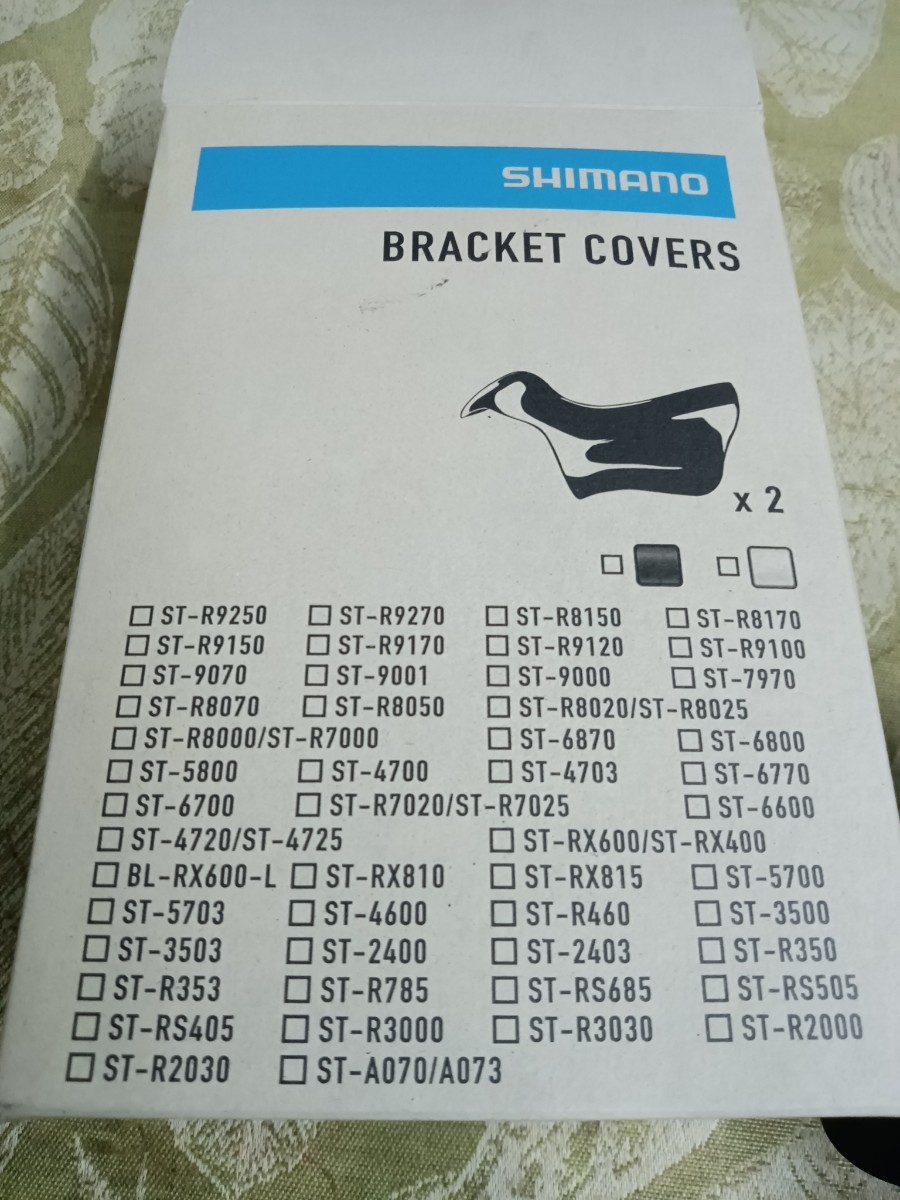 SHIMANO
BRACKET COVERS
x 2
ST-R9250 ST-R9270 ST-R8150 ST-R8170
ST-R9150 ST-R9170 ST-R9120 ST-R9100
ST-9070 ST-9001 ST-9000 ST-7970
ST-R8070 ST-R8050 ST-R8020/ST-R8025
ST-R8000/ST-R7000 ST-6870 ST-6800
ST-5800 ST-4700 ST-4703 ST-6770
ST-6700 ST-R7020/ST-R7025 ST-6600
ST-4720/ST-4725 ST-RX600/ST-RX400
BL-RX600-L ST-RX810 ST-RX815 ST-5700
ST-5703 ST-4600 ST-R460 ST-3500
ST-3503 ST-2400 ST-2403 ST-R350
ST-R353 ST-R785 ST-RS685 ST-RS505
ST-RS405 ST-R3000 ST-R3030 ST-R2000
ST-R2030 ST-A070/A073